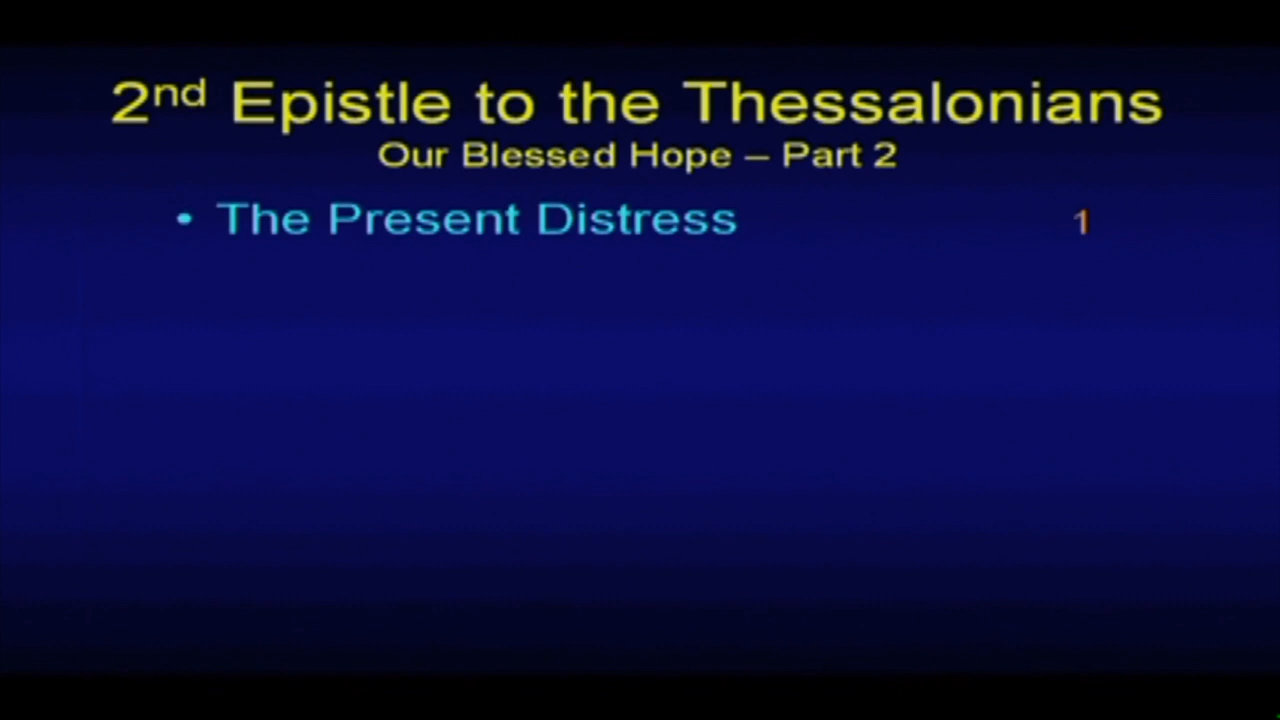 2nd Epistle to the Thessalonians
Our Blessed Hope – Part 2
• The Present Distress 1